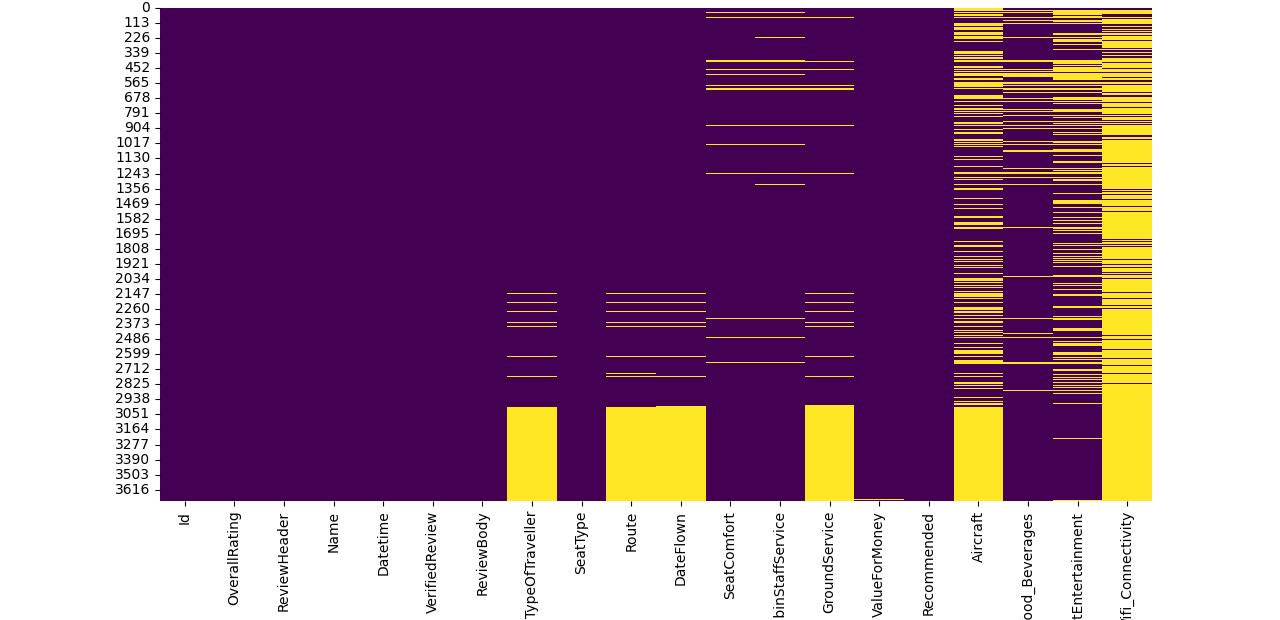 0
113
226
339
452
565
678
791
904
1017
1130
1243
1356
1469
1582
1695
1808
1921
2034
2147
2260
2373
2486
2599
2712
2825
2938
3051
3164
3277
3390
3503
3616
Id
OverallRating
ReviewHeader
Name
Datetime
VerifiedReview
ReviewBody
TypeOfTraveller
SeatType
Route
DateFlown
SeatComfort
binStaffService
GroundService
ValueForMoney
Recommended
Aircraft
ood_Beverages
tEntertainment
ifi_Connectivity